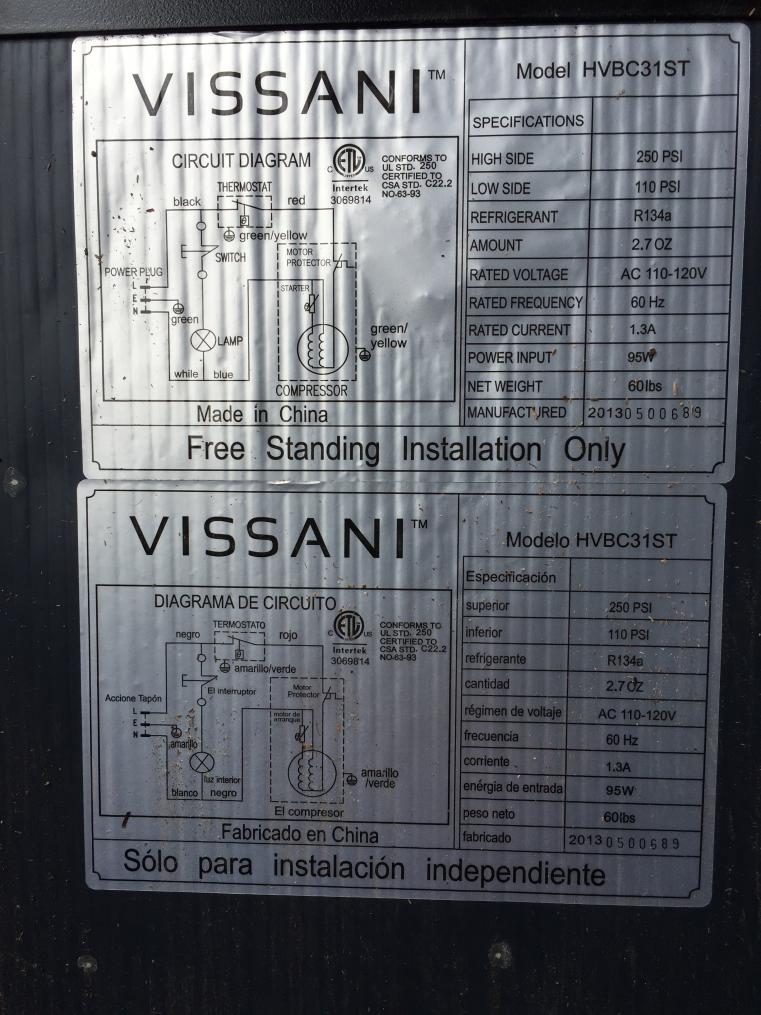 VISSANI™
Model HVBC31ST
CIRCUIT DIAGRAM
ETL
C US
Intertek
3069814
CONFORMS TO
UL STD. 250
CERTIFIED TO
CSA STD. C22.2
NO-63-93
THERMOSTAT
black
red
green/yellow
SWITCH
MOTOR
PROTECTOR
POWER PLUG
L
E
N
STARTER
green
LAMP
green/
yellow
white
blue
COMPRESSOR
Made in China
SPECIFICATIONS
HIGH SIDE 250 PSI
LOW SIDE 110 PSI
REFRIGERANT R134a
AMOUNT 2.7 OZ
RATED VOLTAGE AC 110-120V
RATED FREQUENCY 60 Hz
RATED CURRENT 1.3A
POWER INPUT 95W
NET WEIGHT 60lbs
MANUFACTURED 20130500689
Free Standing Installation Only
VISSANI™
Modelo HVBC31ST
DIAGRAMA DE CIRCUITO
ETL
C US
Intertek
3069814
CONFORMS TO
UL STD. 250
CERTIFIED TO
CSA STD. C22.2
NO-63-93
TERMOSTATO
negro
rojo
amarillo/verde
El interruptor
Motor
Protector
Accione Tapón
L
E
N
motor de
arranque
amarillo
luz interior
amarillo
/verde
blanco
negro
El compresor
Fabricado en China
Especificación
superior 250 PSI
inferior 110 PSI
refrigerante R134a
cantidad 2.7OZ
régimen de voltaje AC 110-120V
frecuencia 60 Hz
corriente 1.3A
enérgia de entrada 95W
peso neto 60lbs
fabricado 20130500689
Sólo para instalación independiente